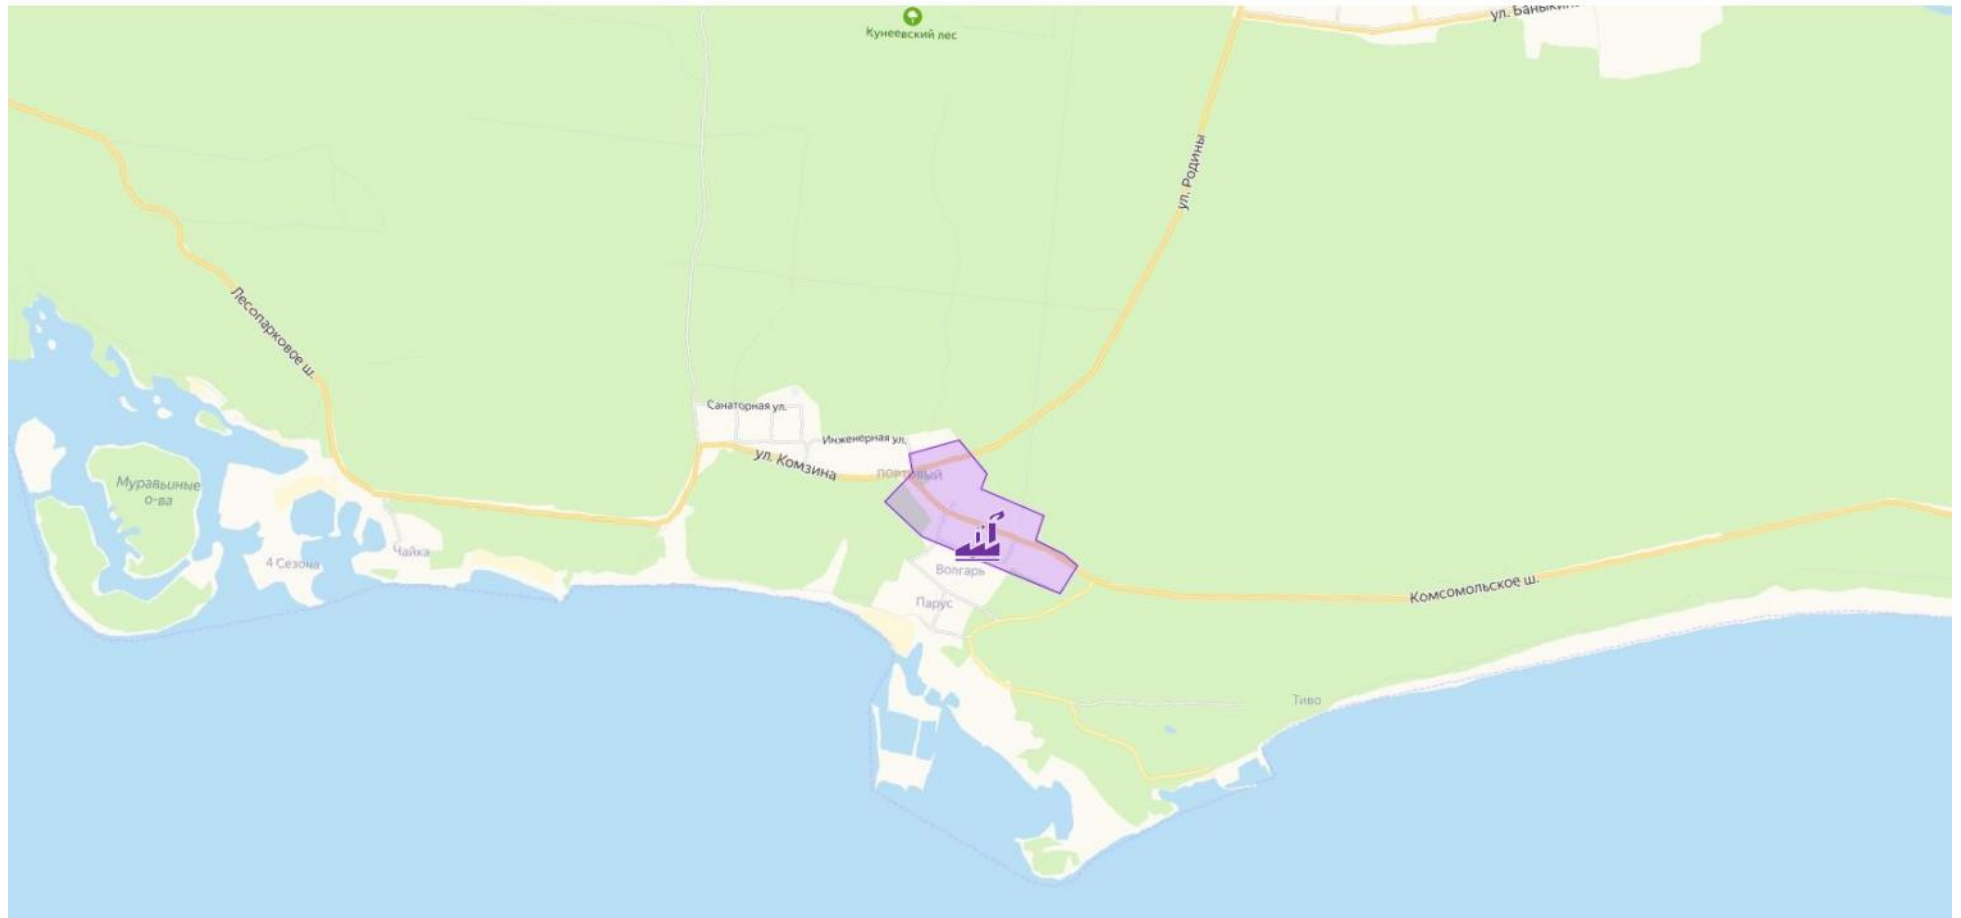 Кунеевский лес
ул. Баныкина
ул. Родины
Лесопарковое ш.
Санаторная ул.
Инженерная ул.
ул. Комзина
ПОРТОВЫЙ
Муравьиные
о-ва
4 Сезона
Чайка
Волгарь
Парус
Комсомольское ш.
Тиво